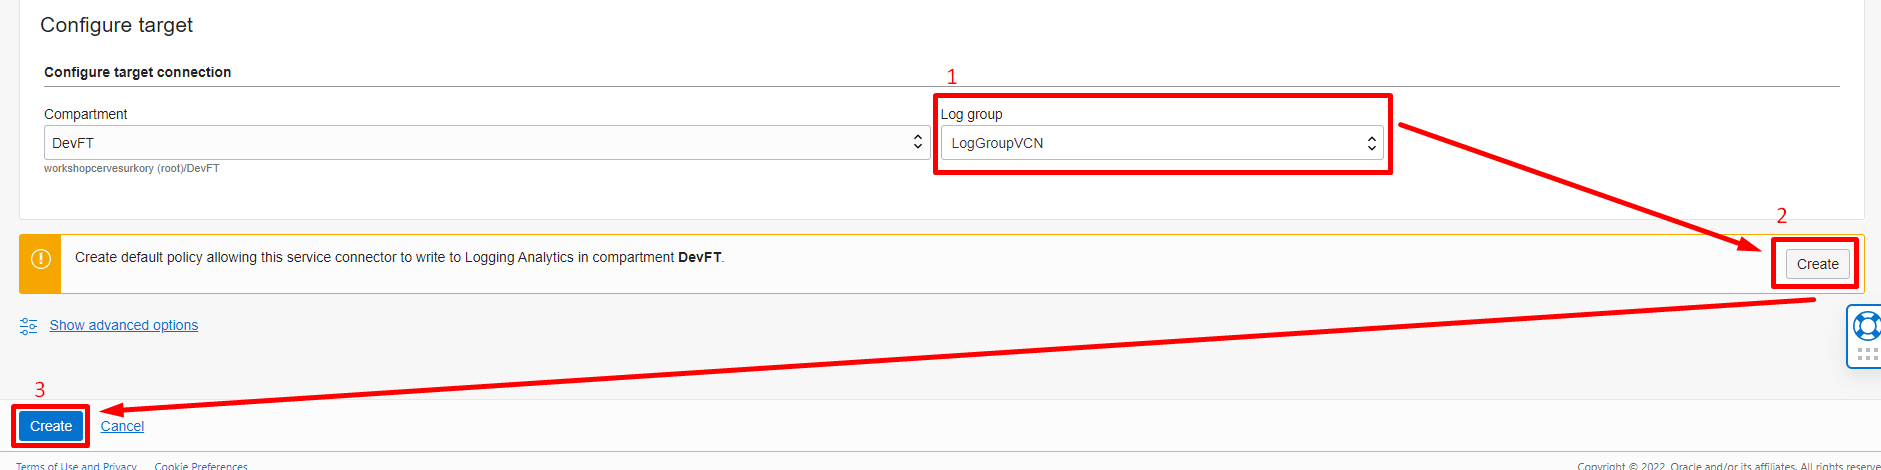 Configure target
Configure target connection
1
Compartment
Log group
DevFT
LogGroupVCN
workshopcervesurkory (root)/DevFT
2
Create default policy allowing this service connector to write to Logging Analytics in compartment DevFT.
Create
Show advanced options
3
Create
Cancel
Terms of Use and Privacy
Cookie Preferences
Copyright © 2022, Oracle and/or its affiliates. All rights reserve